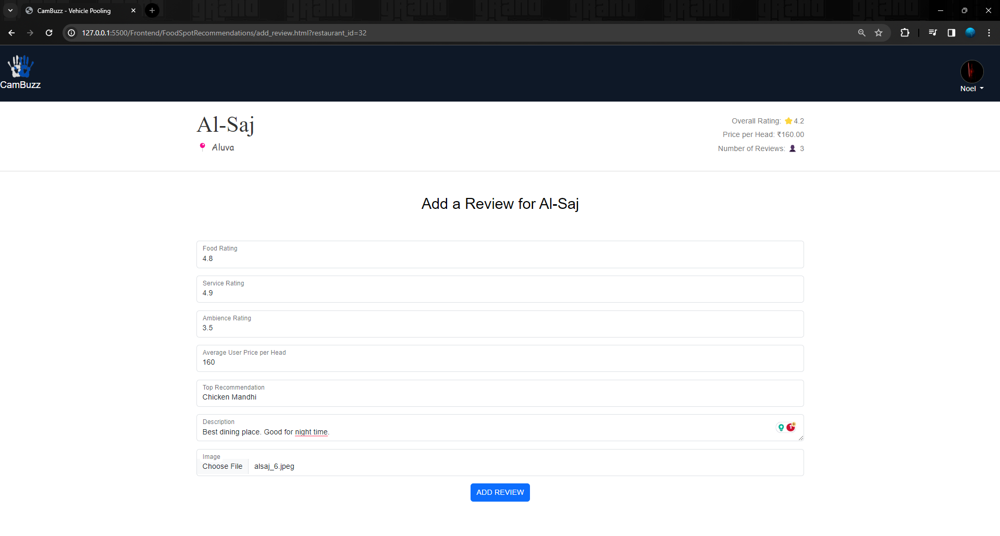 CamBuzz - Vehicle Pooling
127.0.0.1:5500/Frontend/FoodSpotRecommendations/add_review.html?restaurant_id=32
CamBuzz
Noel
Al-Saj
Aluva
Overall Rating: ⭐4.2
Price per Head: ₹160.00
Number of Reviews: 👤 3
Add a Review for Al-Saj
Food Rating
4.8
Service Rating
4.9
Ambience Rating
3.5
Average User Price per Head
160
Top Recommendation
Chicken Mandhi
Description
Best dining place. Good for night time.
1
Image
Choose File alsaj_6.jpeg
ADD REVIEW